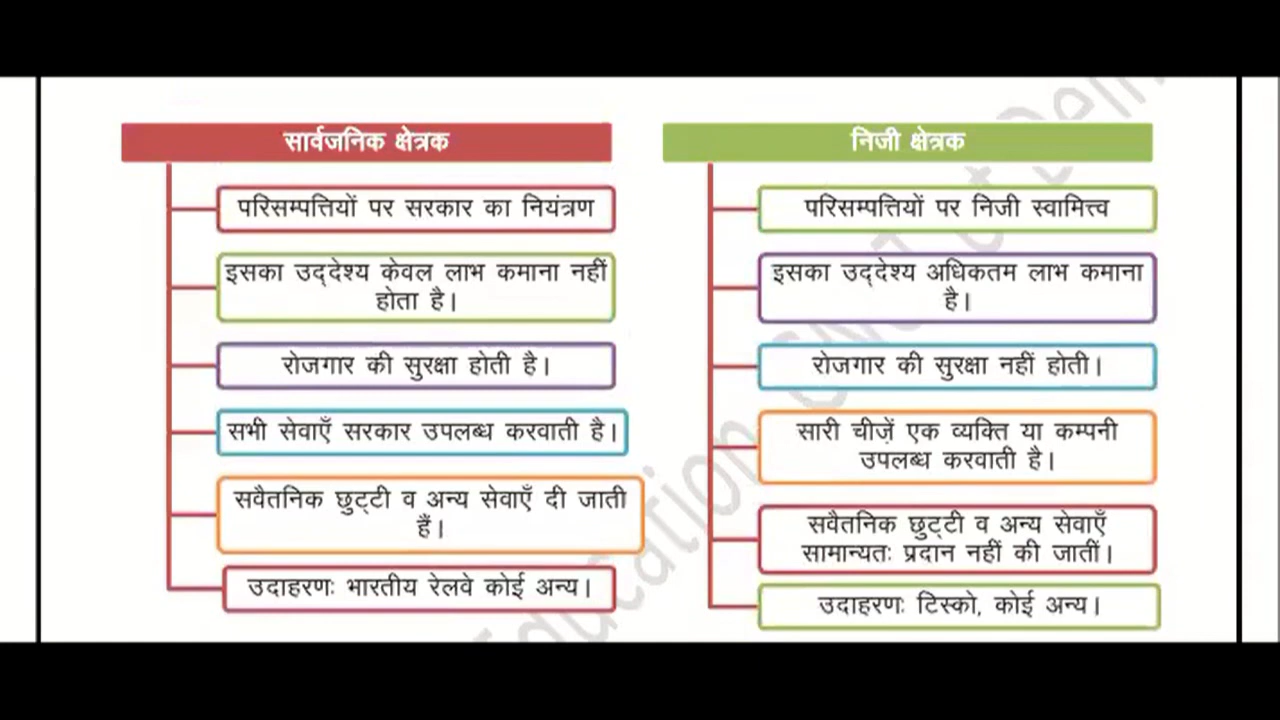 सार्वजनिक क्षेत्रक
परिसम्पत्तियों पर सरकार का नियंत्रण
इसका उद्देश्य केवल लाभ कमाना नहीं
होता है।
रोजगार की सुरक्षा होती है।
सभी सेवाएँ सरकार उपलब्ध करवाती है।
सवैतनिक छुट्टी व अन्य सेवाएँ दी जाती
हैं।
उदाहरणः भारतीय रेलवे कोई अन्य।
निजी क्षेत्रक
परिसम्पत्तियों पर निजी स्वामित्त्व
इसका उद्देश्य अधिकतम लाभ कमाना
है।
रोजगार की सुरक्षा नहीं होती।
सारी चीज़ें एक व्यक्ति या कम्पनी
उपलब्ध करवाती है।
सवैतनिक छुट्टी व अन्य सेवाएँ
सामान्यतः प्रदान नहीं की जातीं।
उदाहरणः टिस्को, कोई अन्य।
Education